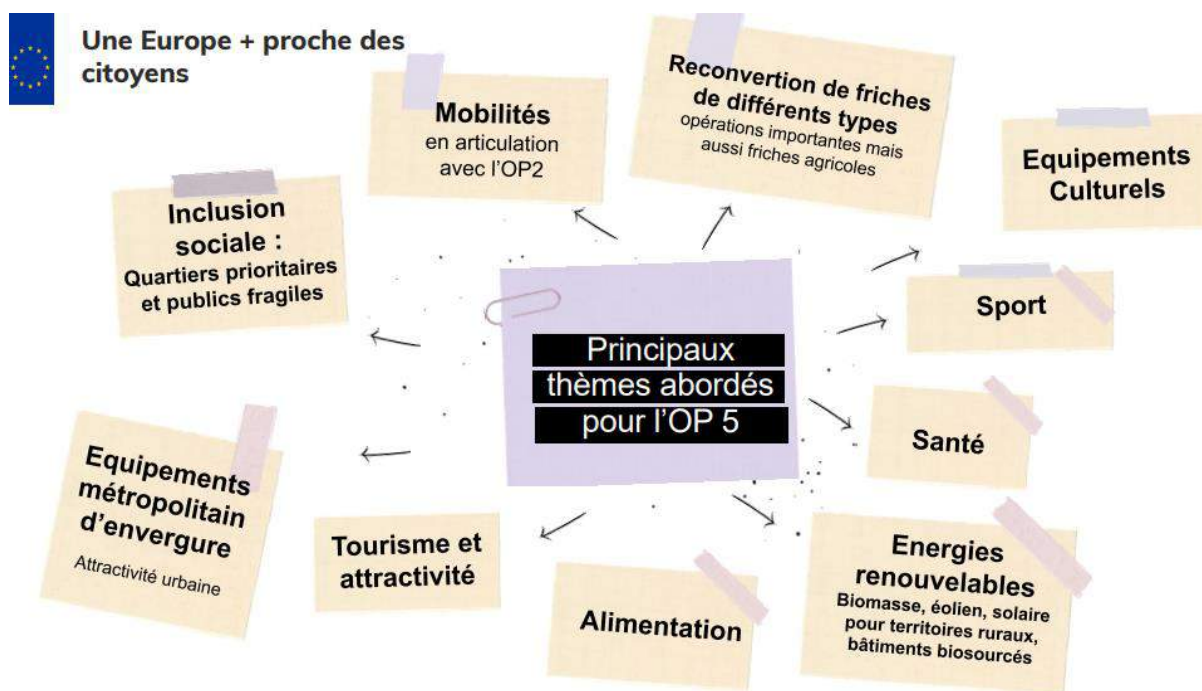 Une Europe + proche des
citoyens
Mobilités
en articulation
avec l'OP2
Reconvertion de friches
de différents types
opérations importantes mais
aussi friches agricoles
Equipements
Culturels
Inclusion
sociale :
Quartiers prioritaires
et publics fragiles
Sport
Principaux
thèmes abordés
pour l'OP 5
Santé
Equipements
métropolitain
d'envergure
Attractivité urbaine
Tourisme et
attractivité
Alimentation
Energies
renouvelables
Biomasse, éolien, solaire
pour territoires ruraux,
bâtiments biosourcés